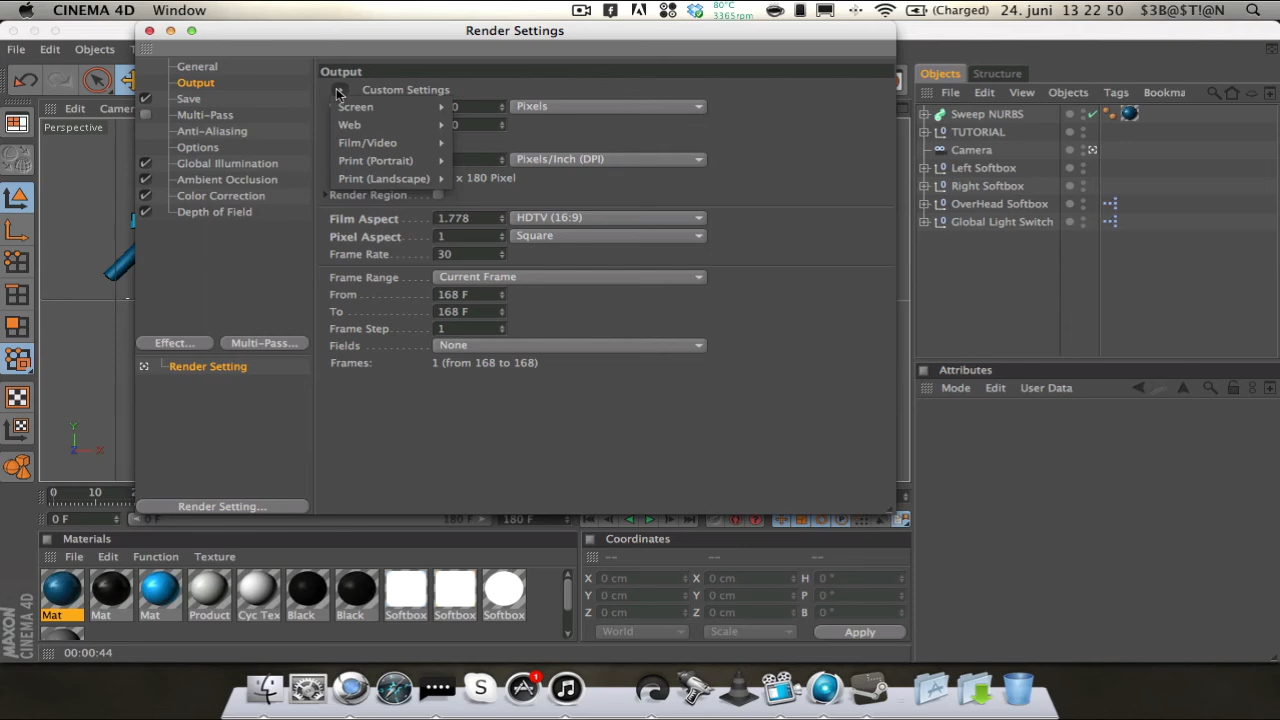 CINEMA 4D Window 80°C 3365rpm (Charged) 24. juni 13 22 50 $3B@$T!@N
Render Settings
File Edit Objects
General
Output
Save
Multi-Pass
Anti-Aliasing
Options
Global Illumination
Ambient Occlusion
Color Correction
Depth of Field
Effect... Multi-Pass...
Render Setting
Render Setting...
Edit Camer
Perspective
Y
Z X
Output
Custom Settings
Screen
Web
Film/Video
Print (Portrait)
Print (Landscape)
0 Pixels
0
Pixels/Inch (DPI)
x 180 Pixel
Render Region
Film Aspect 1.778 HDTV (16:9)
Pixel Aspect 1 Square
Frame Rate 30
Frame Range Current Frame
From 168 F
To 168 F
Frame Step 1
Fields None
Frames: 1 (from 168 to 168)
Objects Structure
File Edit View Objects Tags Bookma
Sweep NURBS
TUTORIAL
Camera
Left Softbox
Right Softbox
OverHead Softbox
Global Light Switch
Attributes
Mode Edit User Data
0 10
0 F 0 F 180 F 180 F
Materials
File Edit Function Texture
Mat Mat Mat Product Cyc Tex Black Black Softbox Softbox Softbox
Coordinates
-- -- --
X 0 cm X 0 cm H 0 °
Y 0 cm Y 0 cm P 0 °
Z 0 cm Z 0 cm B 0 °
World Scale Apply
MAXON CINEMA 4D
00:00:44
1